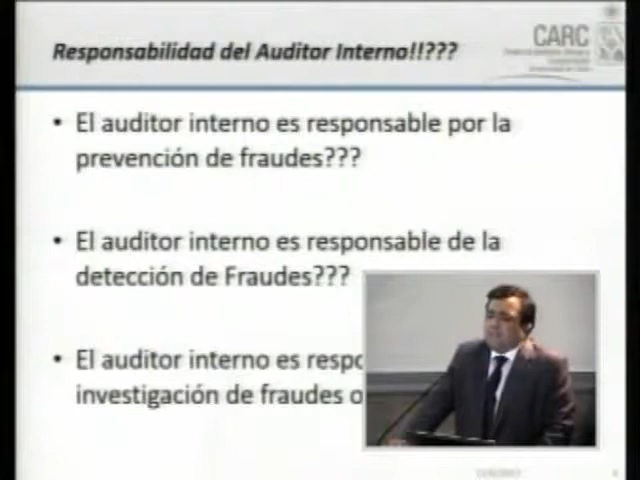 Responsabilidad del Auditor Interno!!???
CARC
• El auditor interno es responsable por la
prevención de fraudes???
• El auditor interno es responsable de la
detección de Fraudes???
• El auditor interno es respo
investigación de fraudes o